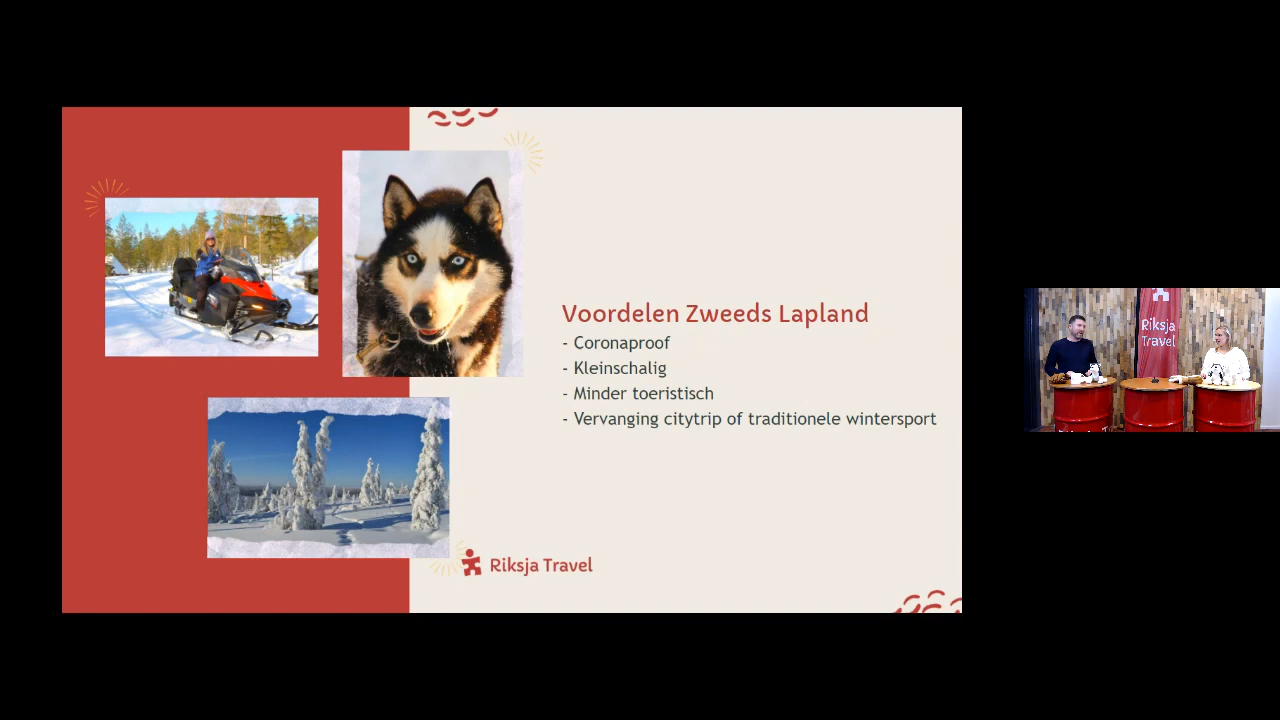 Voordelen Zweeds Lapland
- Coronaproof
- Kleinschalig
- Minder toeristisch
- Vervanging citytrip of traditionele wintersport
Riksja Travel
Riksja
Travel